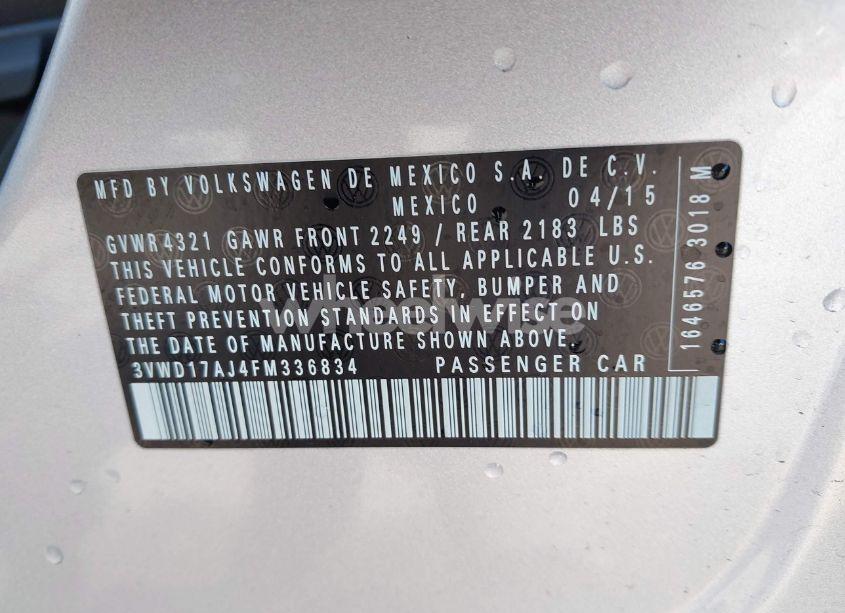 MFD BY VOLKSWAGEN DE MEXICO S.A. DE C.V.
MEXICO 04/15
GVWR 4321 GAWR FRONT 2249 / REAR 2183 LBS
THIS VEHICLE CONFORMS TO ALL APPLICABLE U.S.
FEDERAL MOTOR VEHICLE SAFETY, BUMPER AND
THEFT PREVENTION STANDARDS IN EFFECT ON
THE DATE OF MANUFACTURE SHOWN ABOVE.
3VWD17AJ4FM336834 PASSENGER CAR
1646576 3018 M
wheelwise